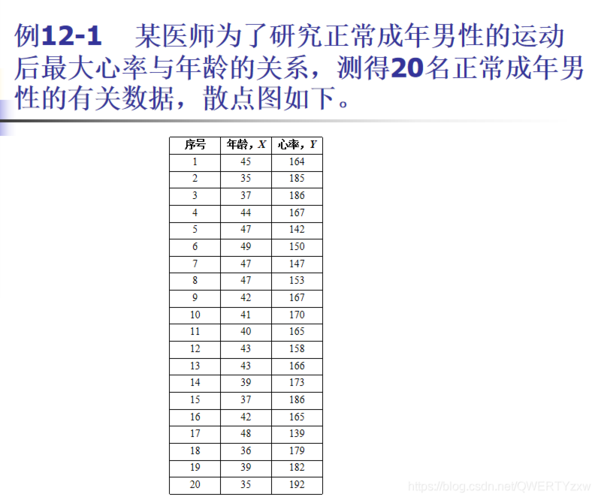 例12-1 某医师为了研究正常成年男性的运动
后最大心率与年龄的关系，测得20名正常成年男
性的有关数据，散点图如下。
序号 年龄，X 心率，Y
1 45 164
2 35 185
3 37 186
4 44 167
5 47 142
6 49 150
7 47 147
8 47 153
9 42 167
10 41 170
11 40 165
12 43 158
13 43 166
14 39 173
15 37 186
16 42 165
17 48 139
18 36 179
19 39 182
20 35 192
https://blog.csdn.net/QWERTYzxw